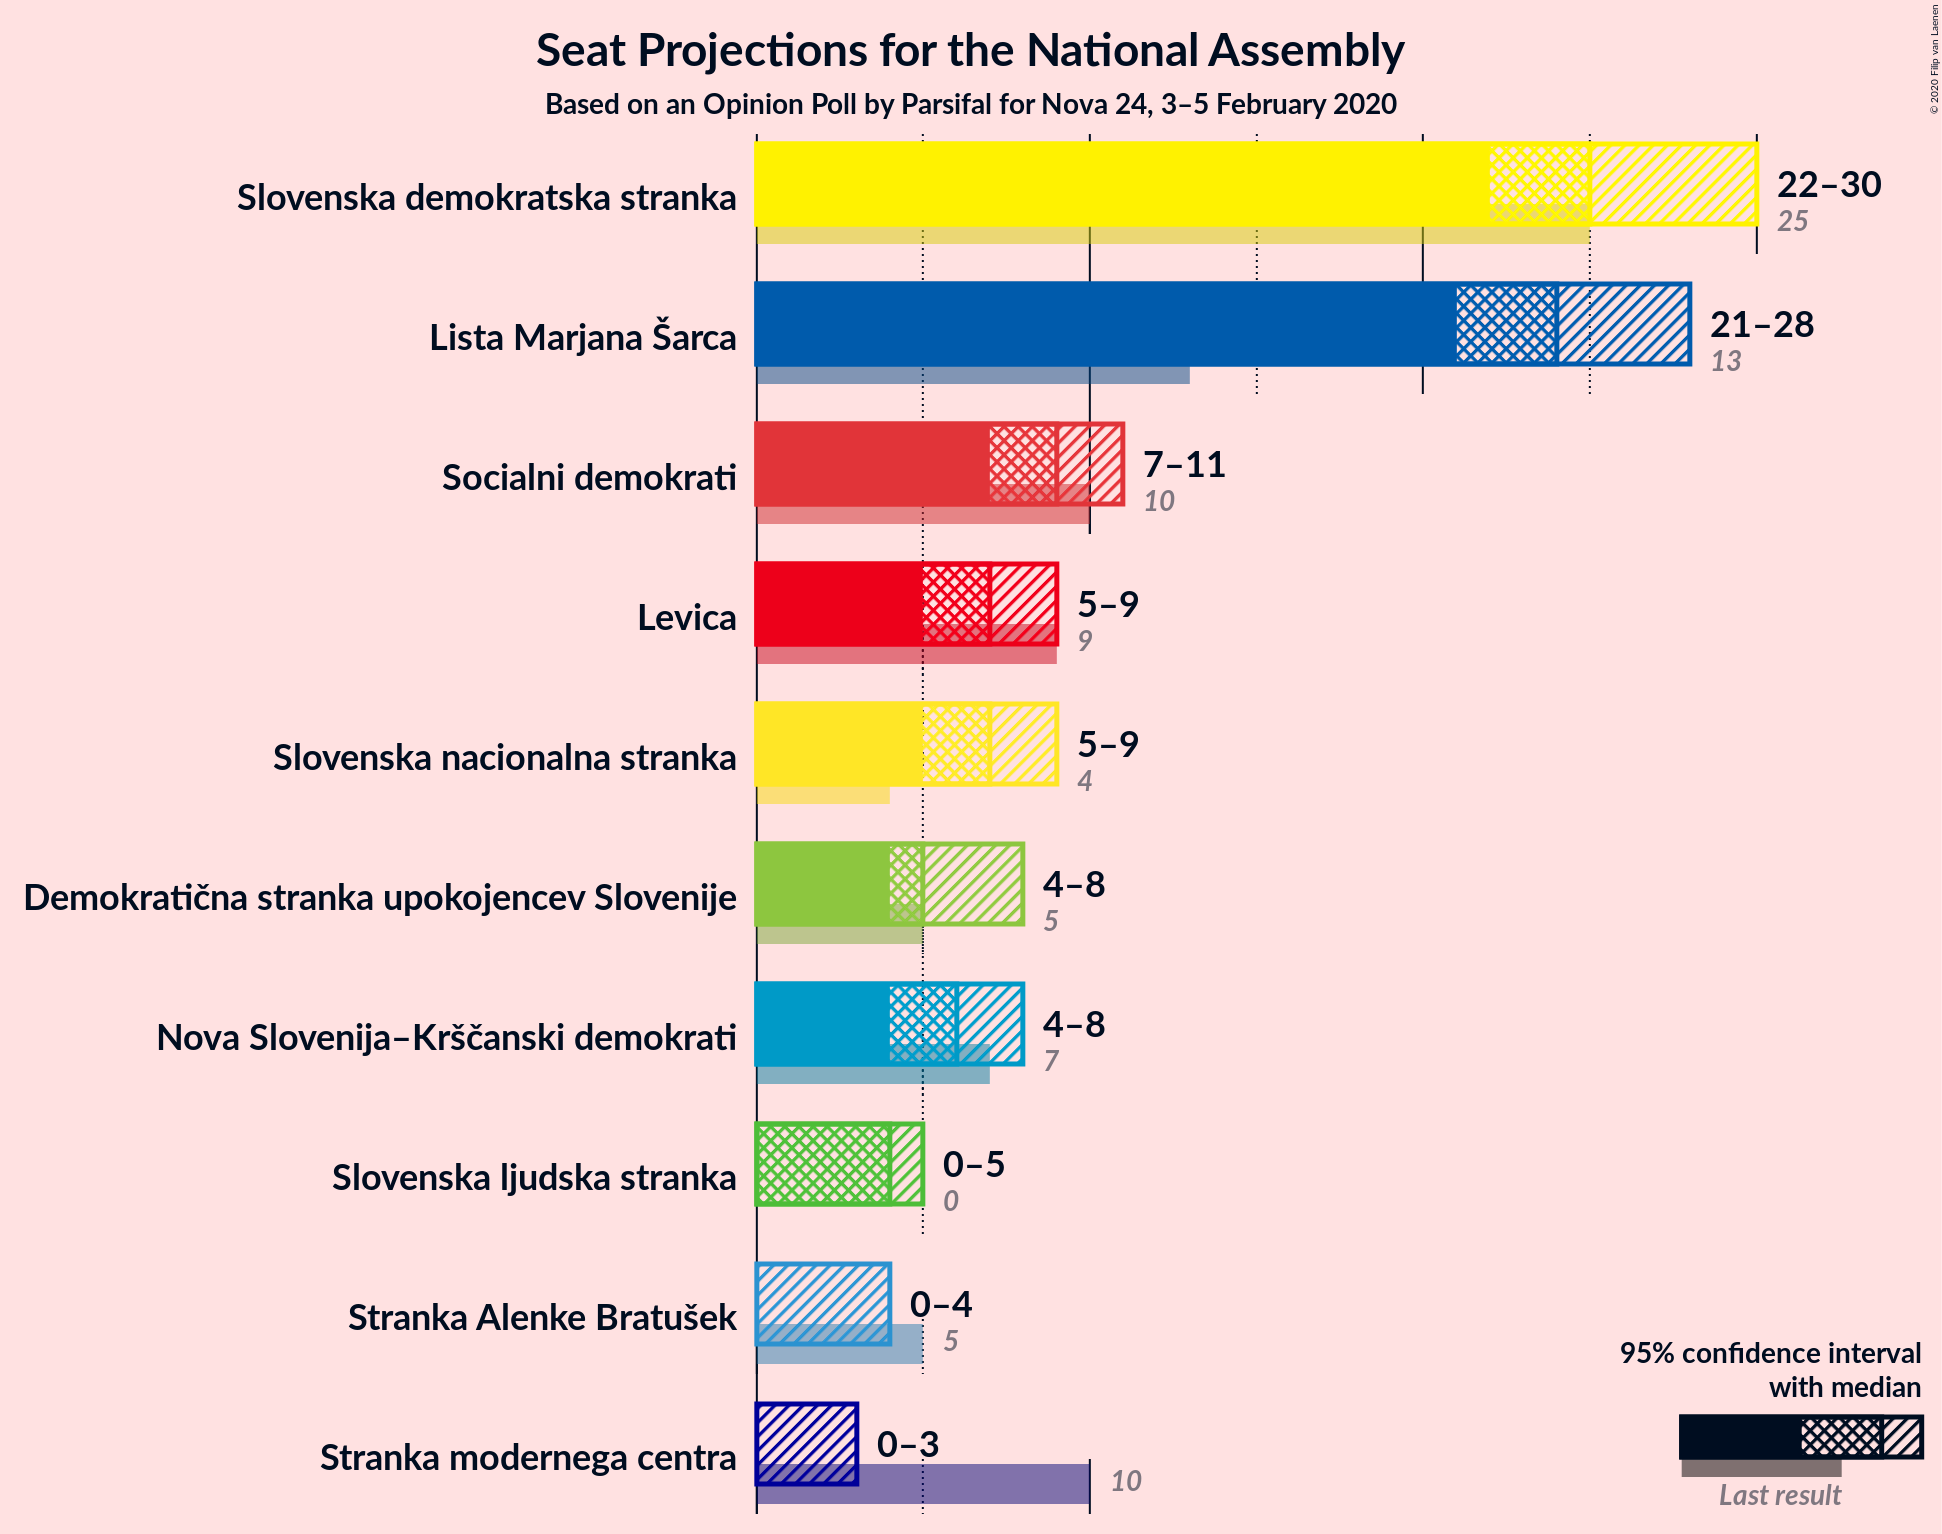 Seat Projections for the National Assembly
Based on an Opinion Poll by Parsifal for Nova 24, 3–5 February 2020
© 2020 Filip van Laenen
Slovenska demokratska stranka
22–30
25
Lista Marjana Šarca
21–28
13
Socialni demokrati
7–11
10
Levica
5–9
9
Slovenska nacionalna stranka
5–9
4
Demokratična stranka upokojencev Slovenije
4–8
5
Nova Slovenija–Krščanski demokrati
4–8
7
Slovenska ljudska stranka
0–5
0
Stranka Alenke Bratušek
0–4
5
Stranka modernega centra
0–3
10
95% confidence interval
with median
Last result